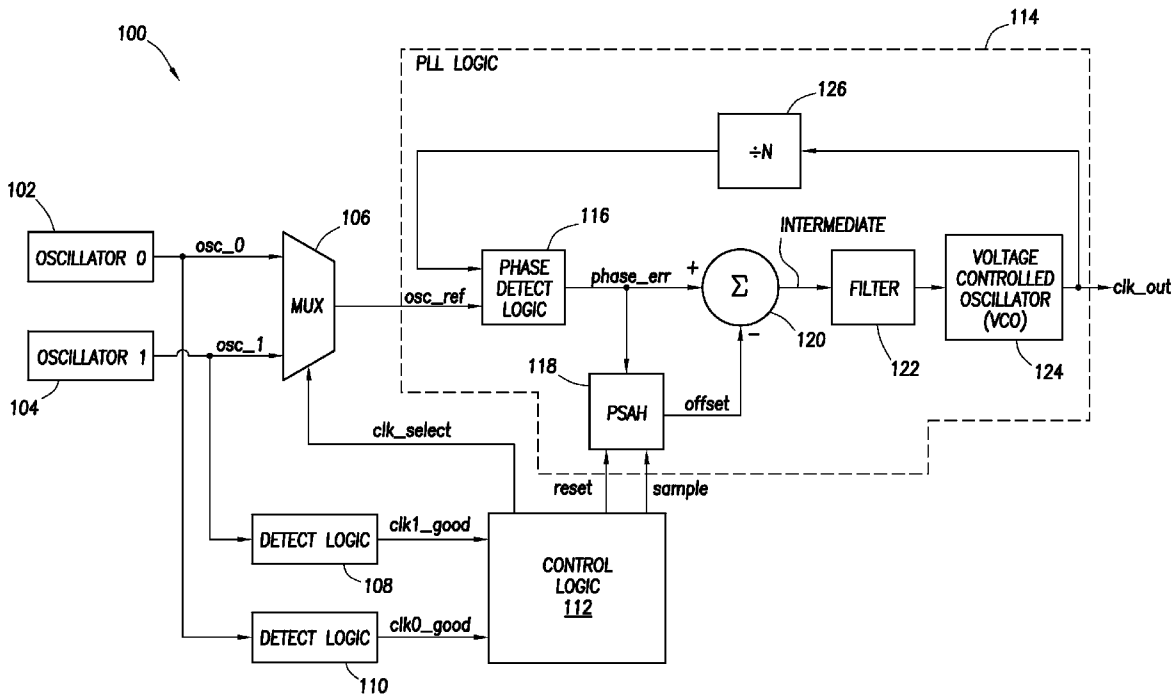 100
114
PLL LOGIC
126
÷N
102
OSCILLATOR 0
osc_0
106
MUX
osc_ref
116
PHASE
DETECT
LOGIC
phase_err
+
Σ
−
120
INTERMEDIATE
FILTER
122
VOLTAGE
CONTROLLED
OSCILLATOR
(VCO)
124
clk_out
OSCILLATOR 1
osc_1
104
118
PSAH
offset
clk_select
reset
sample
DETECT LOGIC
108
clk1_good
CONTROL
LOGIC
112
DETECT LOGIC
110
clk0_good